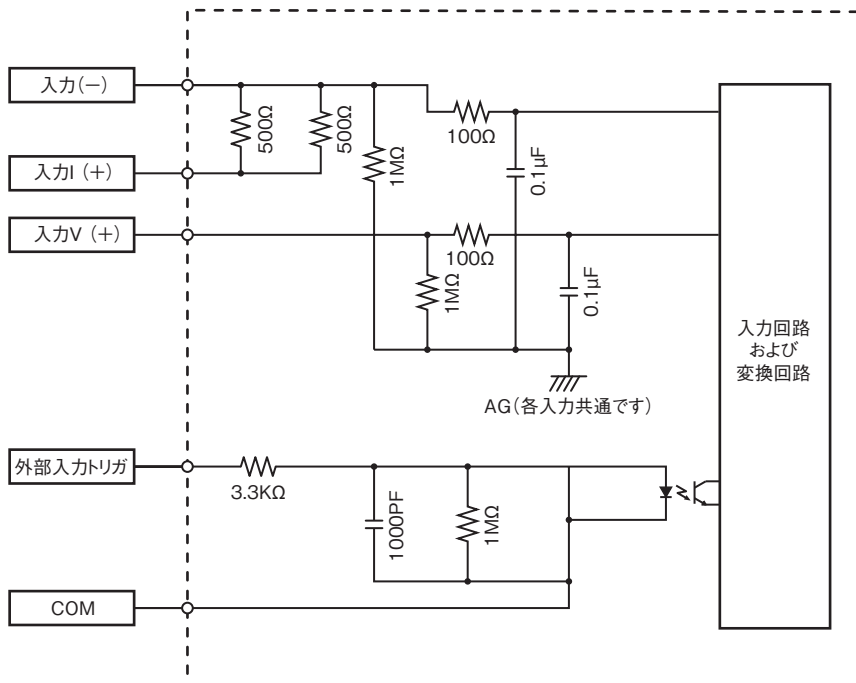 入力(−)
500Ω
500Ω
1MΩ
100Ω
0.1μF
入力I (+)
入力V (+)
100Ω
1MΩ
0.1μF
入力回路
および
変換回路
AG(各入力共通です)
外部入力トリガ
3.3KΩ
1000PF
1MΩ
COM